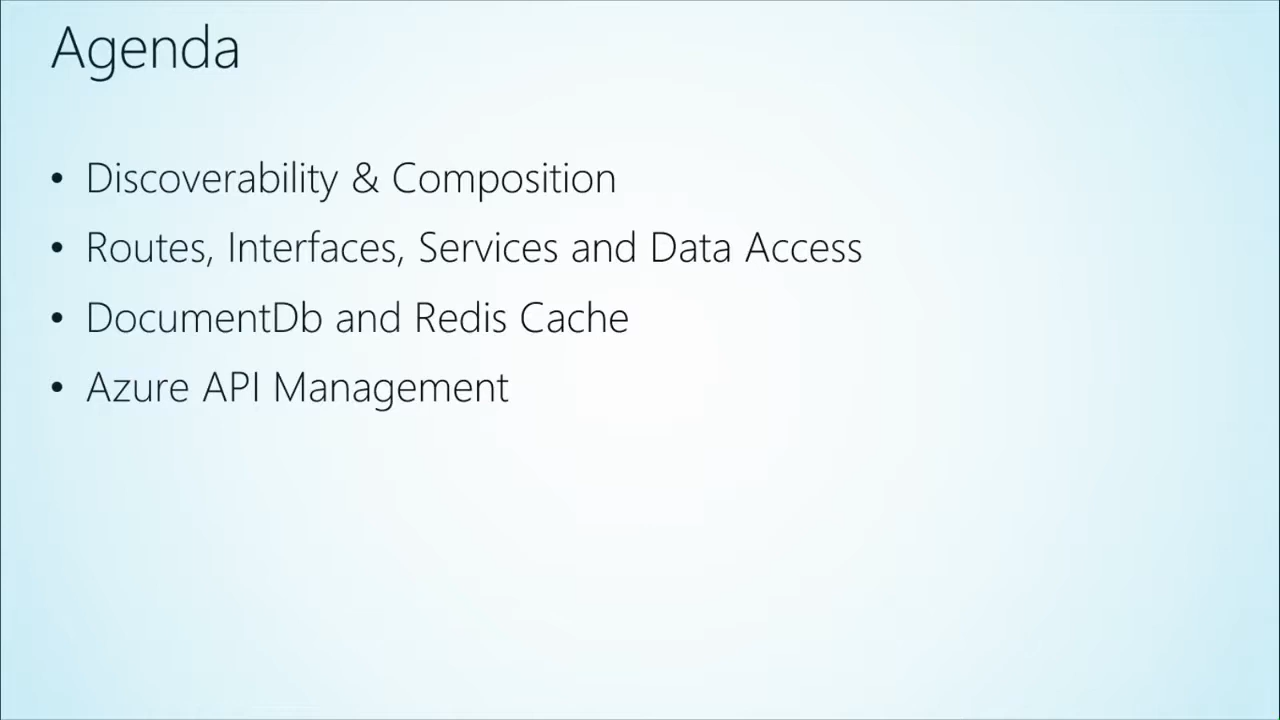 Agenda
• Discoverability & Composition
• Routes, Interfaces, Services and Data Access
• DocumentDb and Redis Cache
• Azure API Management